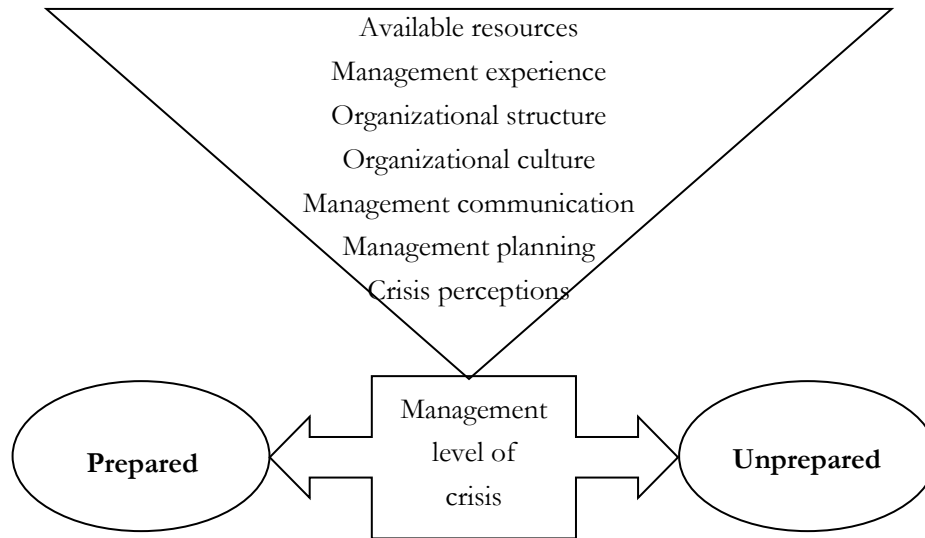 Available resources
Management experience
Organizational structure
Organizational culture
Management communication
Management planning
Crisis perceptions
Management
level of
crisis
Prepared
Unprepared